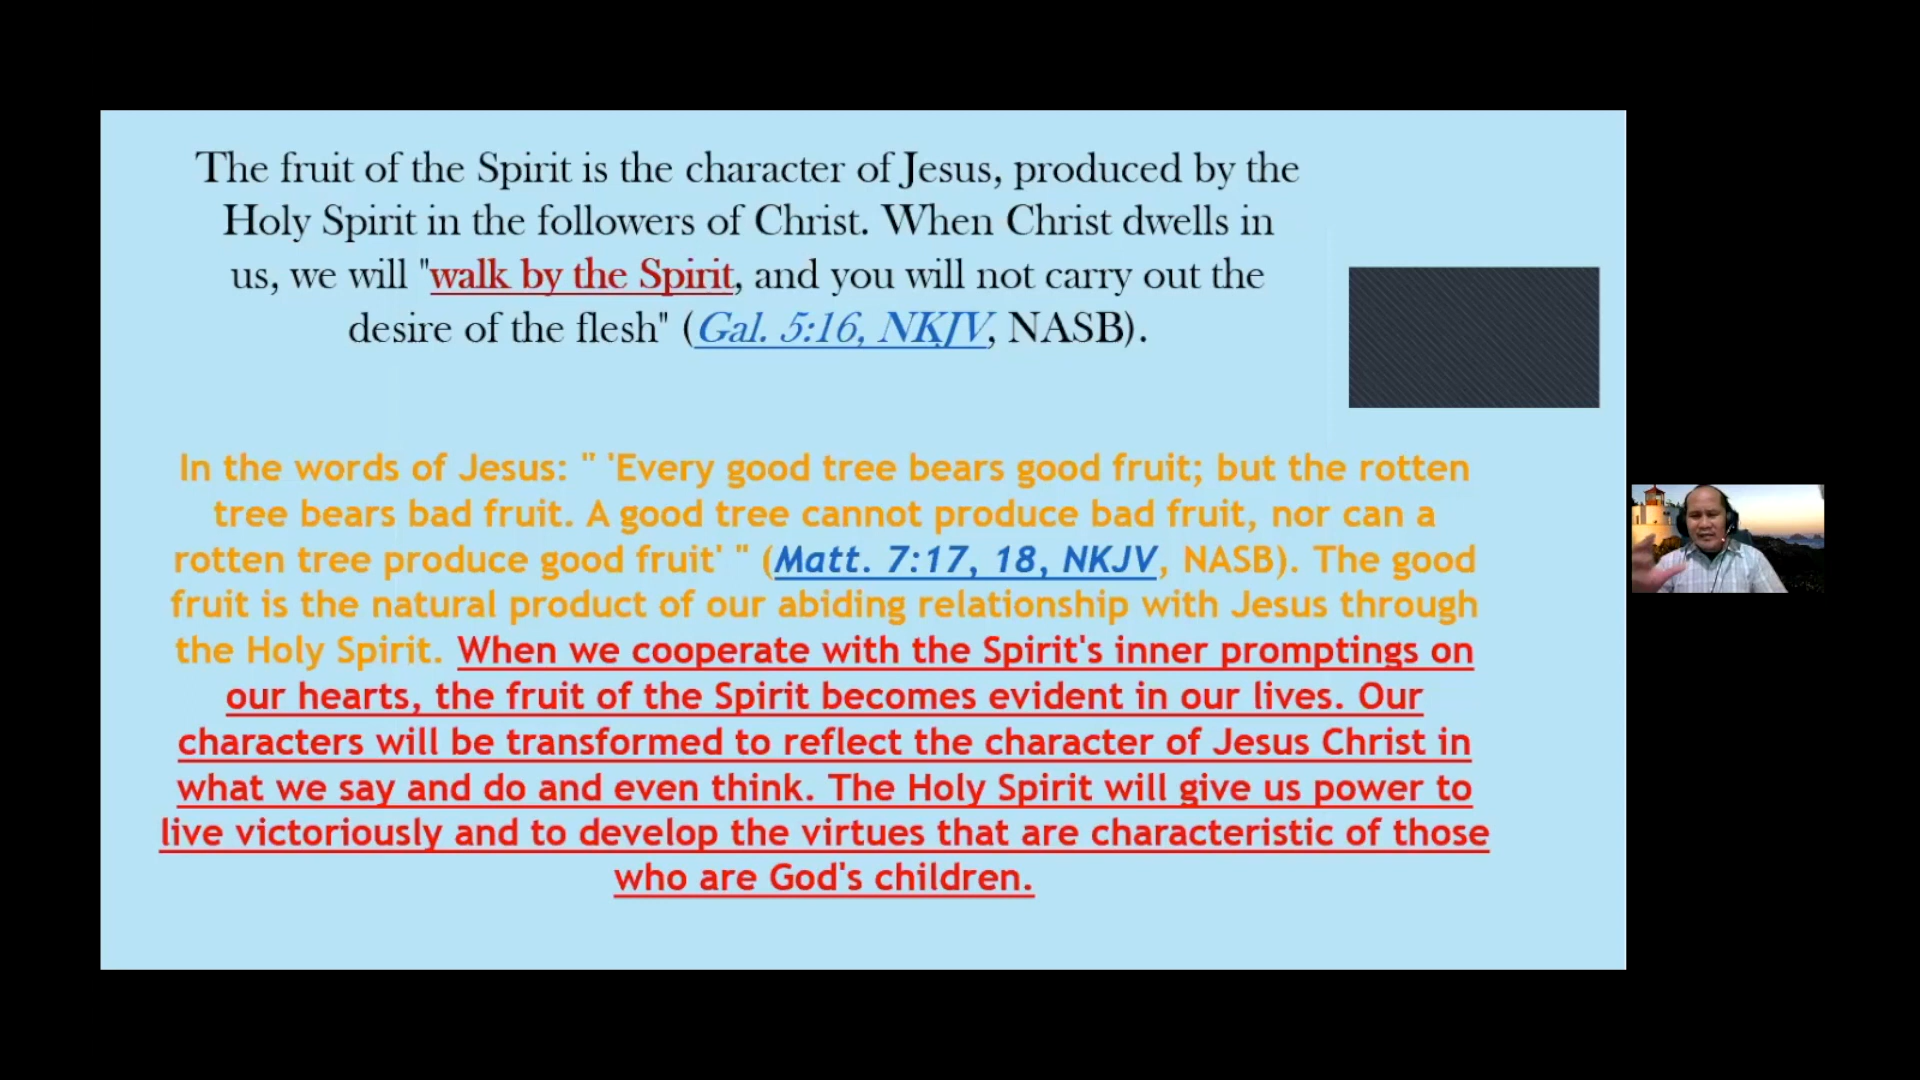 The fruit of the Spirit is the character of Jesus, produced by the
Holy Spirit in the followers of Christ. When Christ dwells in
us, we will "walk by the Spirit, and you will not carry out the
desire of the flesh" (Gal. 5:16, NKJV, NASB).
In the words of Jesus: " 'Every good tree bears good fruit; but the rotten
tree bears bad fruit. A good tree cannot produce bad fruit, nor can a
rotten tree produce good fruit' " (Matt. 7:17, 18, NKJV, NASB). The good
fruit is the natural product of our abiding relationship with Jesus through
the Holy Spirit. When we cooperate with the Spirit's inner promptings on
our hearts, the fruit of the Spirit becomes evident in our lives. Our
characters will be transformed to reflect the character of Jesus Christ in
what we say and do and even think. The Holy Spirit will give us power to
live victoriously and to develop the virtues that are characteristic of those
who are God's children.